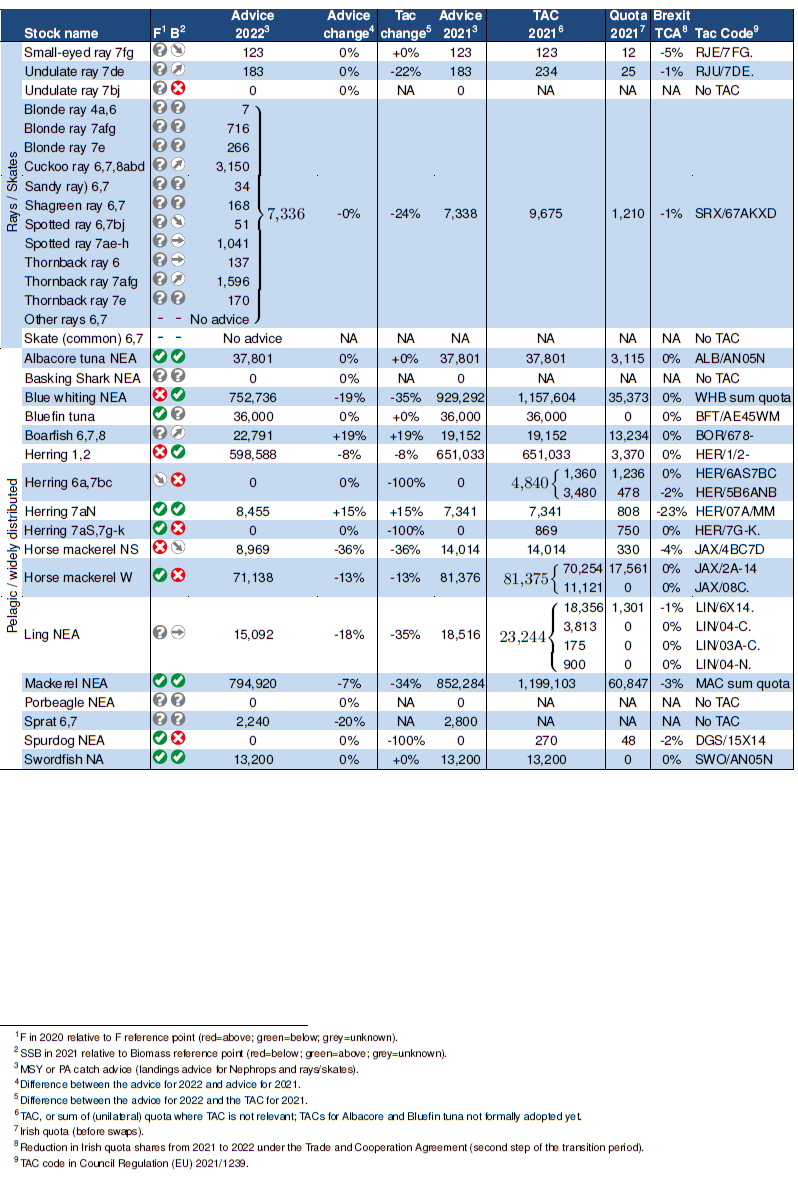 Stock name F1 B2 Advice 20223 Advice change4 Tac change5 Advice 20213 TAC 20216 Quota 20217 Brexit TCA8 Tac Code9
Rays / Skates
Small-eyed ray 7fg 123 0% +0% 123 123 12 -5% RJE/7FG.
Undulate ray 7de 183 0% -22% 183 234 25 -1% RJU/7DE.
Undulate ray 7bj 0 0% NA 0 NA NA NA No TAC
Blonde ray 4a,6 7
Blonde ray 7afg 716
Blonde ray 7e 266
Cuckoo ray 6,7,8abd 3,150
Sandy ray) 6,7 34
Shagreen ray 6,7 168
7,336 -0% -24% 7,338 9,675 1,210 -1% SRX/67AKXD
Spotted ray 6,7bj 51
Spotted ray 7ae-h 1,041
Thornback ray 6 137
Thornback ray 7afg 1,596
Thornback ray 7e 170
Other rays 6,7 - - No advice
Skate (common) 6,7 - - No advice NA NA NA NA NA NA No TAC
Pelagic / widely distributed
Albacore tuna NEA 37,801 0% +0% 37,801 37,801 3,115 0% ALB/AN05N
Basking Shark NEA 0 0% NA 0 NA NA NA No TAC
Blue whiting NEA 752,736 -19% -35% 929,292 1,157,604 35,373 0% WHB sum quota
Bluefin tuna 36,000 0% +0% 36,000 36,000 0 0% BFT/AE45WM
Boarfish 6,7,8 22,791 +19% +19% 19,152 19,152 13,234 0% BOR/678-
Herring 1,2 598,588 -8% -8% 651,033 651,033 3,370 0% HER/1/2-
Herring 6a,7bc 0 0% -100% 0 4,840 1,360 1,236 0% HER/6AS7BC
3,480 478 -2% HER/5B6ANB
Herring 7aN 8,455 +15% +15% 7,341 7,341 808 -23% HER/07A/MM
Herring 7aS,7g-k 0 0% -100% 0 869 750 0% HER/7G-K.
Horse mackerel NS 8,969 -36% -36% 14,014 14,014 330 -4% JAX/4BC7D
Horse mackerel W 71,138 -13% -13% 81,376 81,375 70,254 17,561 0% JAX/2A-14
11,121 0 0% JAX/08C.
Ling NEA 15,092 -18% -35% 18,516 23,244 18,356 1,301 -1% LIN/6X14.
3,813 0 0% LIN/04-C.
175 0 0% LIN/03A-C.
900 0 0% LIN/04-N.
Mackerel NEA 794,920 -7% -34% 852,284 1,199,103 60,847 -3% MAC sum quota
Porbeagle NEA 0 0% NA 0 NA NA NA No TAC
Sprat 6,7 2,240 -20% NA 2,800 NA NA NA No TAC
Spurdog NEA 0 0% -100% 0 270 48 -2% DGS/15X14
Swordfish NA 13,200 0% +0% 13,200 13,200 0 0% SWO/AN05N
1 F in 2020 relative to F reference point (red=above; green=below; grey=unknown).
2 SSB in 2021 relative to Biomass reference point (red=below; green=above; grey=unknown).
3 MSY or PA catch advice (landings advice for Nephrops and rays/skates).
4 Difference between the advice for 2022 and advice for 2021.
5 Difference between the advice for 2022 and the TAC for 2021.
6 TAC, or sum of (unilateral) quota where TAC is not relevant; TACs for Albacore and Bluefin tuna not formally adopted yet.
7 Irish quota (before swaps).
8 Reduction in Irish quota shares from 2021 to 2022 under the Trade and Cooperation Agreement (second step of the transition period).
9 TAC code in Council Regulation (EU) 2021/1239.